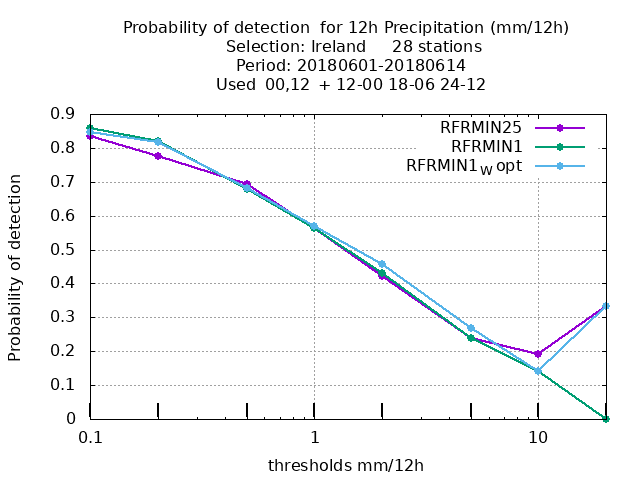 Probability of detection  for 12h Precipitation (mm/12h)
Selection: Ireland     28 stations
Period: 20180601-20180614
Used  00,12  + 12-00 18-06 24-12
RFRMIN25
RFRMIN1
RFRMIN1W opt
Probability of detection
0.9
0.8
0.7
0.6
0.5
0.4
0.3
0.2
0.1
0
0.1 1 10
thresholds mm/12h